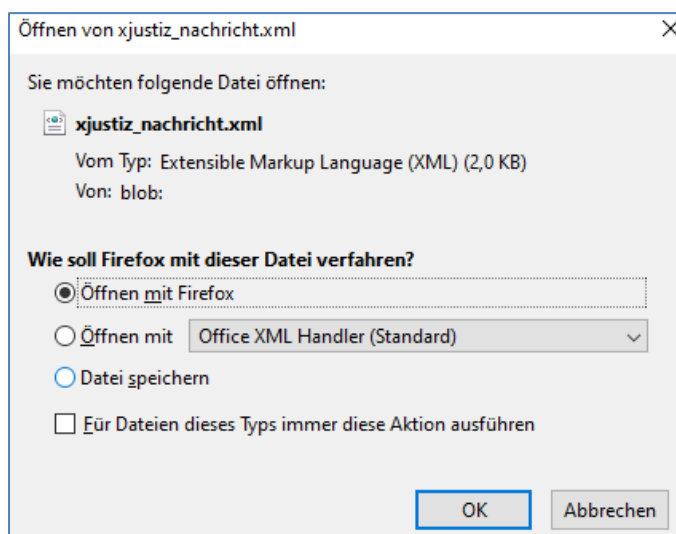 Öffnen von xjustiz_nachricht.xml
Sie möchten folgende Datei öffnen:
xjustiz_nachricht.xml
Vom Typ: Extensible Markup Language (XML) (2,0 KB)
Von: blob:
Wie soll Firefox mit dieser Datei verfahren?
Öffnen mit Firefox
Öffnen mit Office XML Handler (Standard)
Datei speichern
Für Dateien dieses Typs immer diese Aktion ausführen
OK Abbrechen